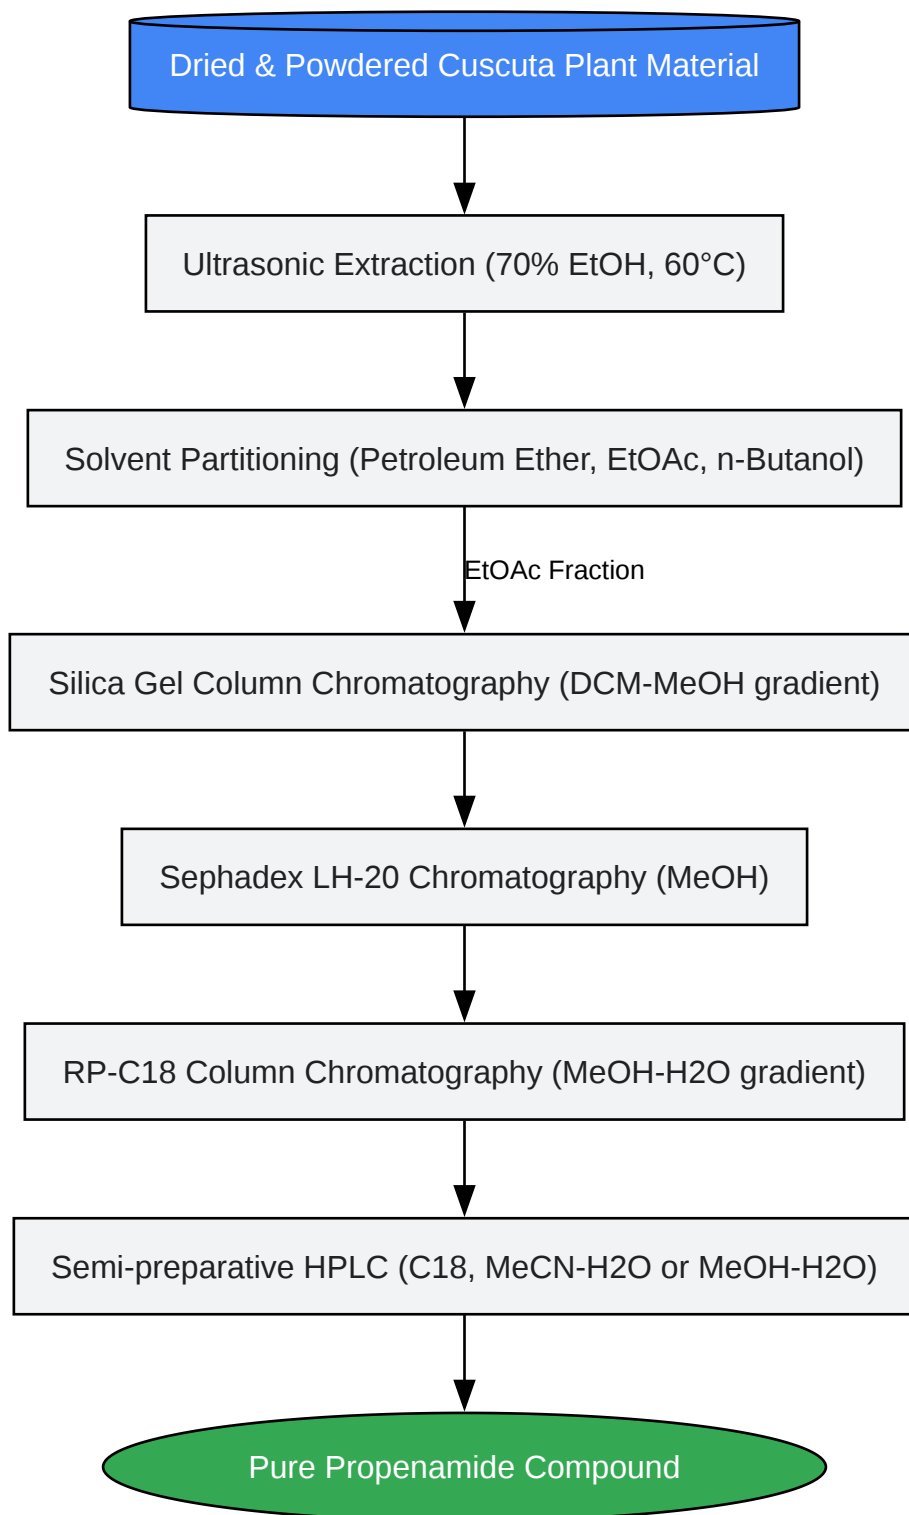 Dried & Powdered Cuscuta Plant Material
Ultrasonic Extraction (70% EtOH, 60°C)
Solvent Partitioning (Petroleum Ether, EtOAc, n-Butanol)
EtOAc Fraction
Silica Gel Column Chromatography (DCM-MeOH gradient)
Sephadex LH-20 Chromatography (MeOH)
RP-C18 Column Chromatography (MeOH-H2O gradient)
Semi-preparative HPLC (C18, MeCN-H2O or MeOH-H2O)
Pure Propenamide Compound